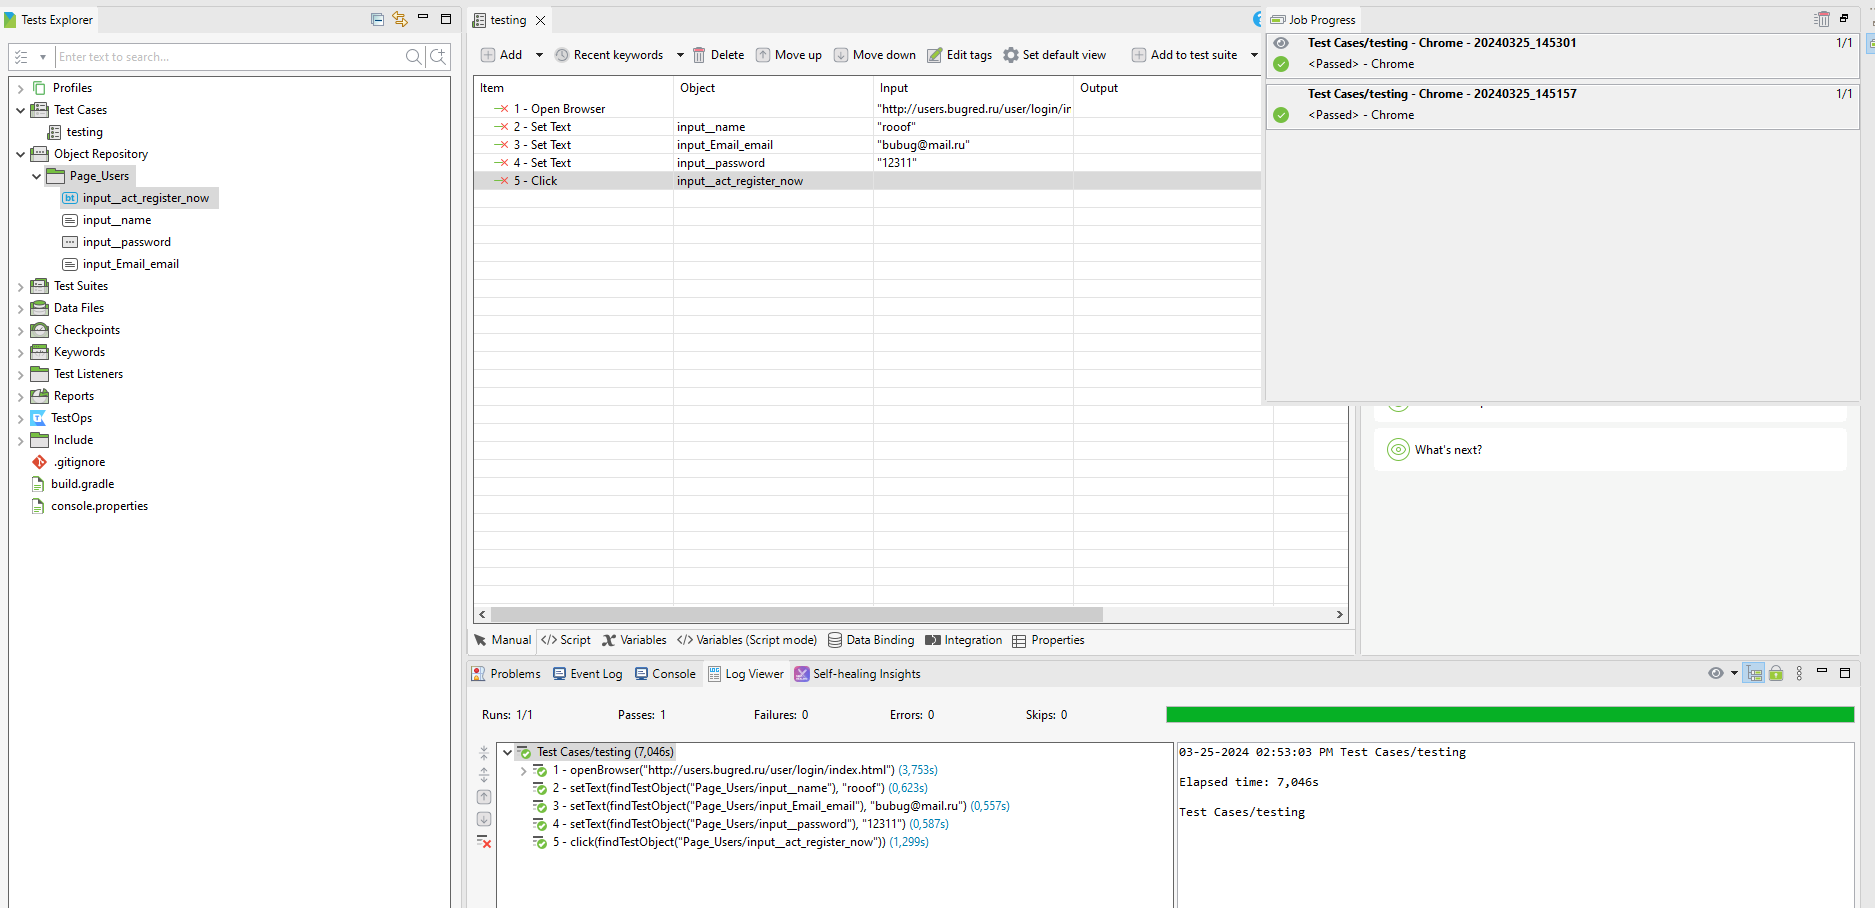 Tests Explorer
Enter text to search...
Profiles
Test Cases
testing
Object Repository
Page_Users
input__act_register_now
input__name
input__password
input_Email_email
Test Suites
Data Files
Checkpoints
Keywords
Test Listeners
Reports
TestOps
Include
.gitignore
build.gradle
console.properties
testing
Add Recent keywords Delete Move up Move down Edit tags Set default view Add to test suite
Item Object Input Output
1 - Open Browser "http://users.bugred.ru/user/login/in
2 - Set Text input__name "rooof"
3 - Set Text input_Email_email "bubug@mail.ru"
4 - Set Text input__password "12311"
5 - Click input__act_register_now
Manual Script Variables Variables (Script mode) Data Binding Integration Properties
Job Progress
Test Cases/testing - Chrome - 20240325_145301 1/1
<Passed> - Chrome
Test Cases/testing - Chrome - 20240325_145157 1/1
<Passed> - Chrome
What's next?
Problems Event Log Console Log Viewer Self-healing Insights
Runs: 1/1 Passes: 1 Failures: 0 Errors: 0 Skips: 0
Test Cases/testing (7,046s)
1 - openBrowser("http://users.bugred.ru/user/login/index.html") (3,753s)
2 - setText(findTestObject("Page_Users/input__name"), "rooof") (0,623s)
3 - setText(findTestObject("Page_Users/input_Email_email"), "bubug@mail.ru") (0,557s)
4 - setText(findTestObject("Page_Users/input__password"), "12311") (0,587s)
5 - click(findTestObject("Page_Users/input__act_register_now")) (1,299s)
03-25-2024 02:53:03 PM Test Cases/testing
Elapsed time: 7,046s
Test Cases/testing